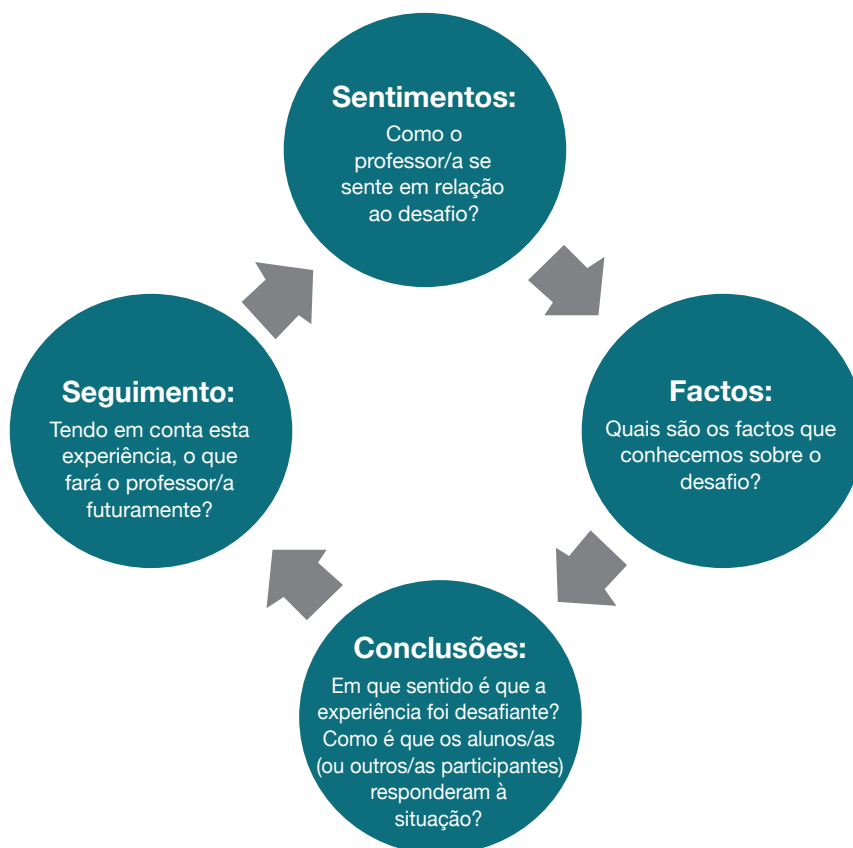 Sentimentos:
Como o
professor/a se
sente em relação
ao desafio?
Factos:
Quais são os factos que
conhecemos sobre o
desafio?
Conclusões:
Em que sentido é que a
experiência foi desafiante?
Como é que os alunos/as
(ou outros/as participantes)
responderam à
situação?
Seguimento:
Tendo em conta esta
experiência, o que
fará o professor/a
futuramente?